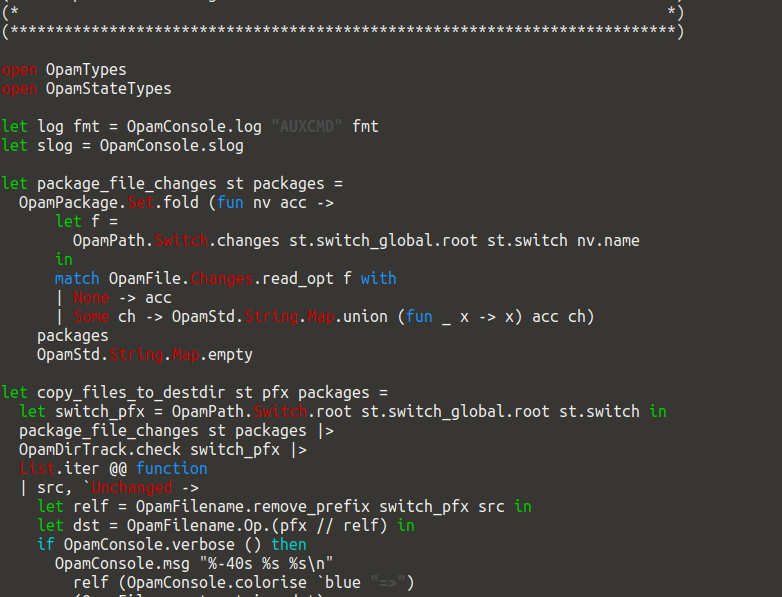 (*                                                                        *)
(**************************************************************************)

open OpamTypes
open OpamStateTypes

let log fmt = OpamConsole.log "AUXCMD" fmt
let slog = OpamConsole.slog

let package_file_changes st packages =
  OpamPackage.Set.fold (fun nv acc ->
      let f =
        OpamPath.Switch.changes st.switch_global.root st.switch nv.name
      in
      match OpamFile.Changes.read_opt f with
      | None -> acc
      | Some ch -> OpamStd.String.Map.union (fun _ x -> x) acc ch)
    packages
    OpamStd.String.Map.empty

let copy_files_to_destdir st pfx packages =
  let switch_pfx = OpamPath.Switch.root st.switch_global.root st.switch in
  package_file_changes st packages |>
  OpamDirTrack.check switch_pfx |>
  List.iter @@ function
  | src, `Unchanged ->
    let relf = OpamFilename.remove_prefix switch_pfx src in
    let dst = OpamFilename.Op.(pfx // relf) in
    if OpamConsole.verbose () then
      OpamConsole.msg "%-40s %s %s\n"
        relf (OpamConsole.colorise `blue "=>")